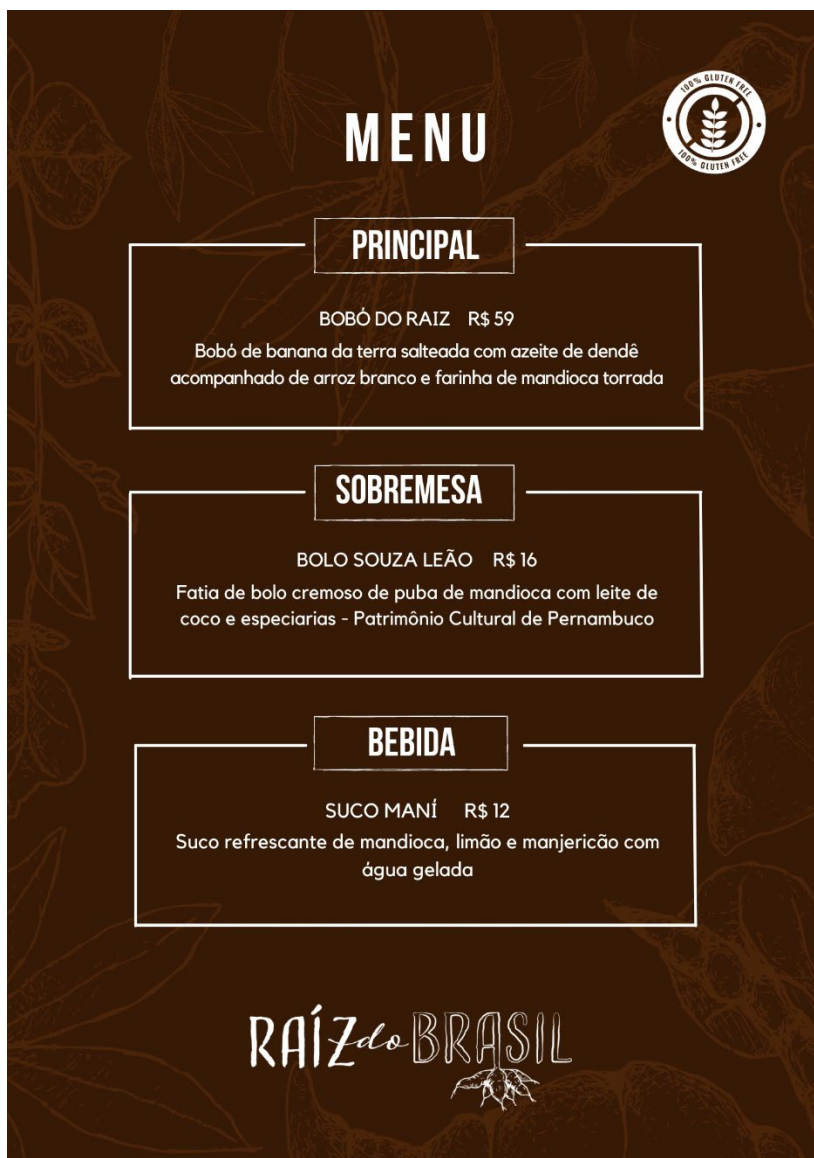 100% GLUTEN FREE
100% GLUTEN FREE
MENU
PRINCIPAL
BOBÓ DO RAIZ R$ 59
Bobó de banana da terra salteada com azeite de dendê
acompanhado de arroz branco e farinha de mandioca torrada
SOBREMESA
BOLO SOUZA LEÃO R$ 16
Fatia de bolo cremoso de puba de mandioca com leite de
coco e especiarias - Patrimônio Cultural de Pernambuco
BEBIDA
SUCO MANÍ R$ 12
Suco refrescante de mandioca, limão e manjericão com
água gelada
RAÍZ do BRASIL